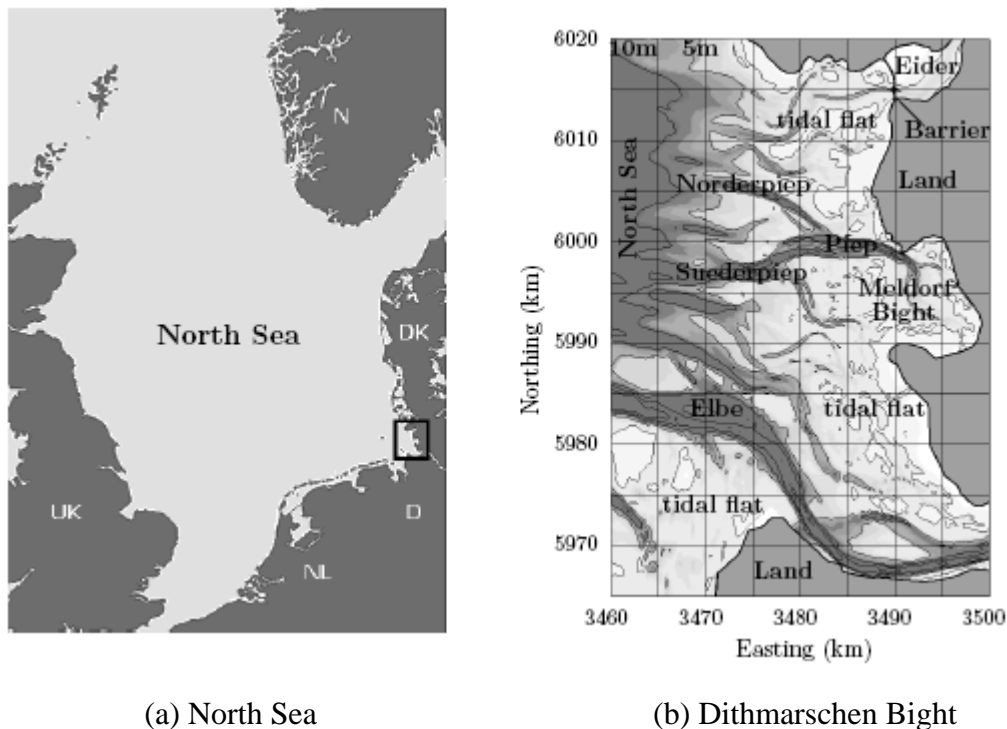 N
North Sea
DK
UK
D
NL
(a) North Sea
6020
6010
6000
5990
5980
5970
Northing (km)
10m 5m
Eider
tidal flat
Barrier
Norderpiep
Land
North Sea
Piep
Suederpiep
Meldorf
Bight
Elbe
tidal flat
tidal flat
Land
3460 3470 3480 3490 3500
Easting (km)
(b) Dithmarschen Bight